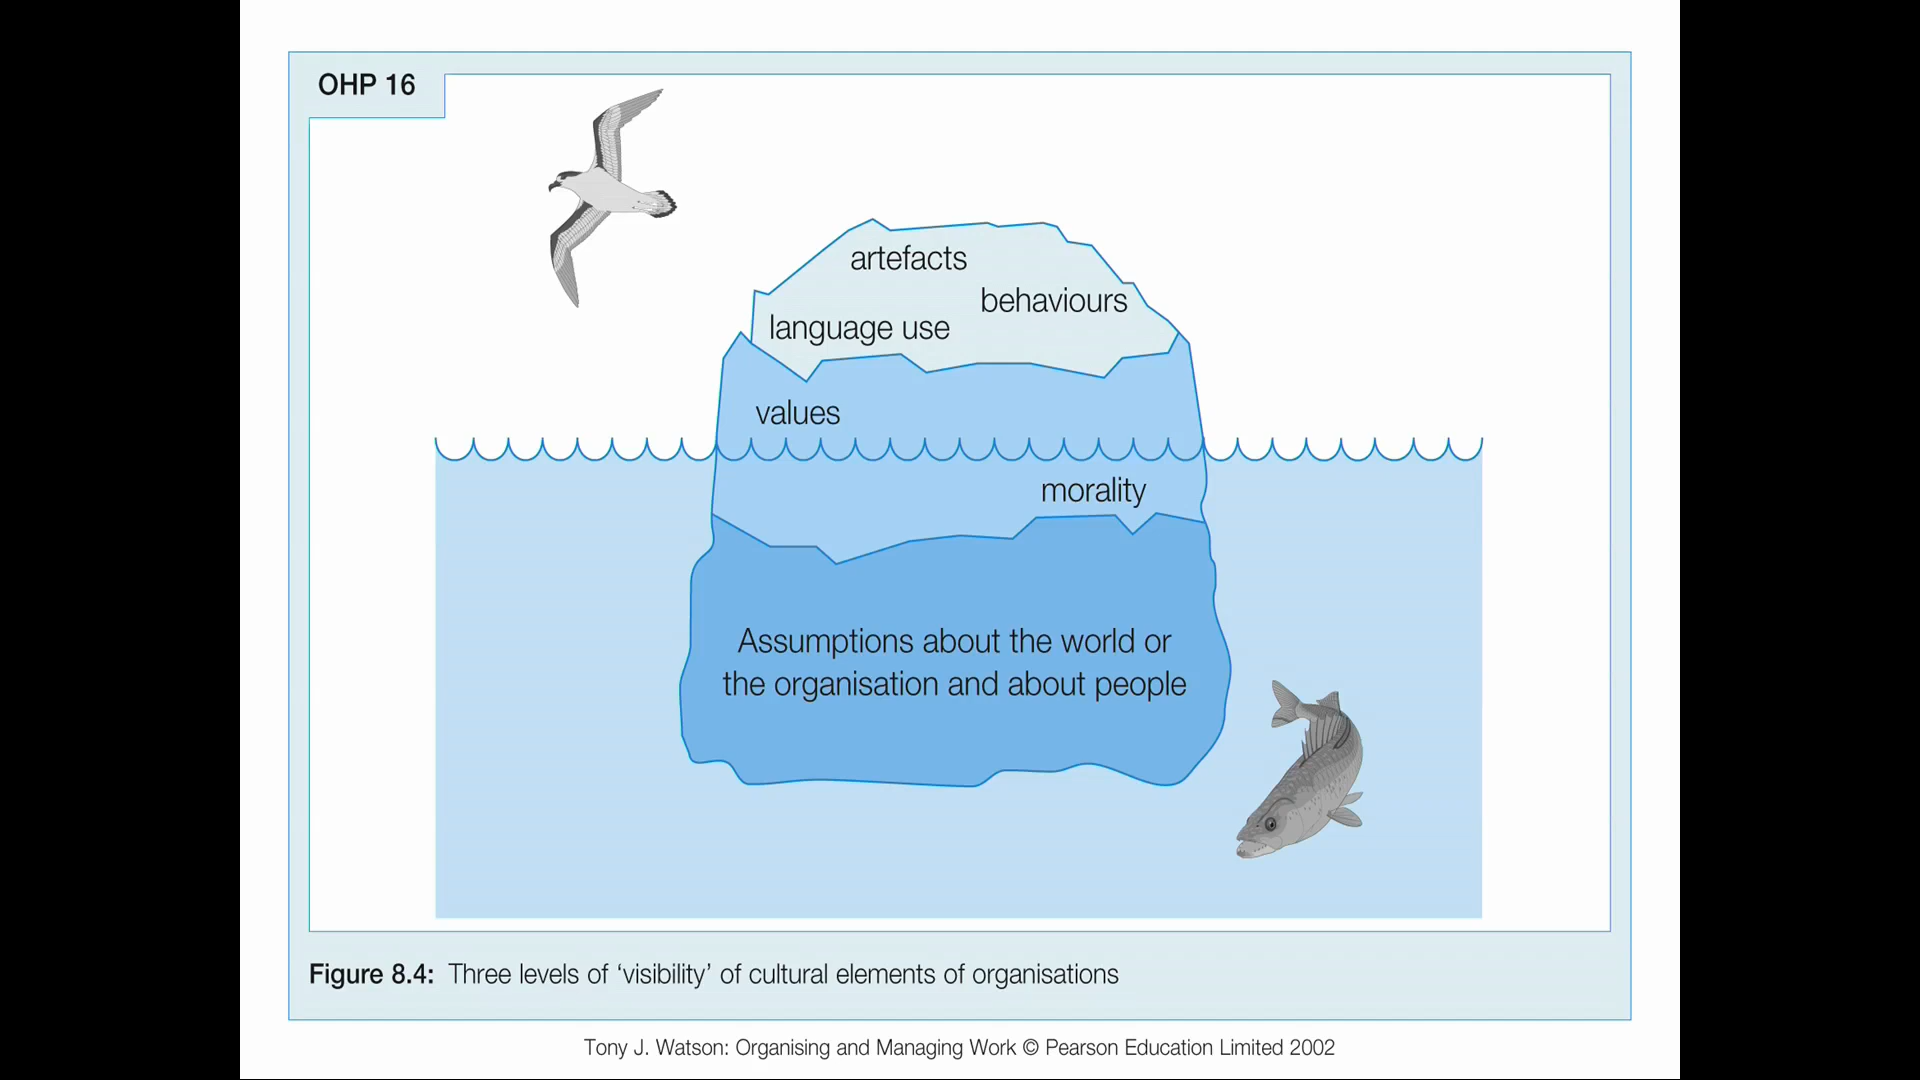 OHP 16
artefacts
behaviours
language use
values
morality
Assumptions about the world or
the organisation and about people
Figure 8.4: Three levels of ‘visibility’ of cultural elements of organisations
Tony J. Watson: Organising and Managing Work © Pearson Education Limited 2002